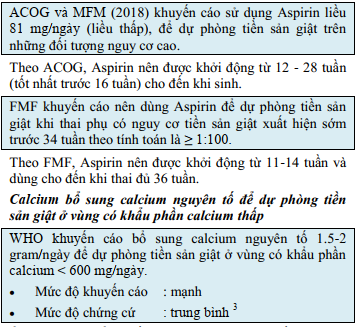 ACOG và MFM (2018) khuyến cáo sử dụng Aspirin liều
81 mg/ngày (liều thấp), để dự phòng tiền sản giật trên
những đối tượng nguy cơ cao.
Theo ACOG, Aspirin nên được khởi động từ 12 - 28 tuần
(tốt nhất trước 16 tuần) cho đến khi sinh.
FMF khuyến cáo nên dùng Aspirin để dự phòng tiền sản
giật khi thai phụ có nguy cơ tiền sản giật xuất hiện sớm
trước 34 tuần theo tính toán là ≥ 1:100.
Theo FMF, Aspirin nên được khởi động từ 11-14 tuần và
dùng cho đến khi thai đủ 36 tuần.
Calcium bổ sung calcium nguyên tố để dự phòng tiền
sản giật ở vùng có khẩu phần calcium thấp
WHO khuyến cáo bổ sung calcium nguyên tố 1.5-2
gram/ngày để dự phòng tiền sản giật ở vùng có khẩu phần
calcium < 600 mg/ngày.
• Mức độ khuyến cáo : mạnh
• Mức độ chứng cứ : trung bình 3